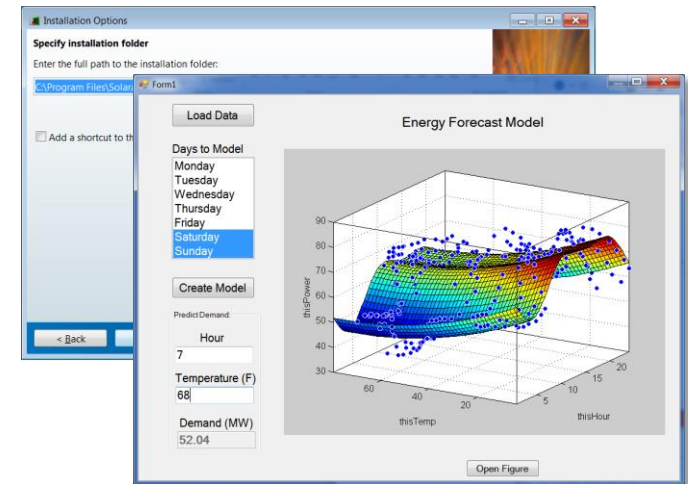 Installation Options
Specify installation folder
Enter the full path to the installation folder:
C:\Program Files\Solar
Add a shortcut to th
< Back
Form1
Load Data
Energy Forecast Model
Days to Model
Monday
Tuesday
Wednesday
Thursday
Friday
Saturday
Sunday
Create Model
Predict Demand
Hour
7
Temperature (F)
68
Demand (MW)
52.04
90
80
70
60
50
40
30
thisPower
60
40
20
thisTemp
5
10
15
20
thisHour
Open Figure